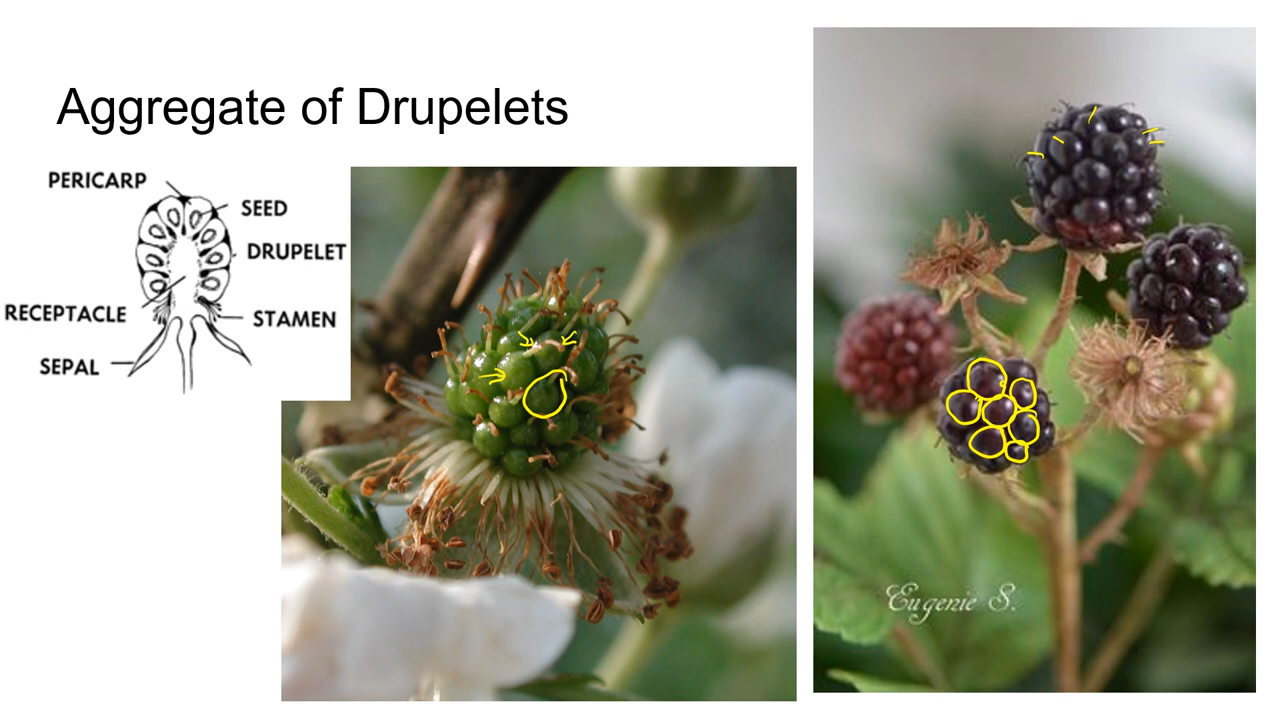 Aggregate of Drupelets
PERICARP
SEED
DRUPELET
RECEPTACLE
STAMEN
SEPAL
Eugenie S.